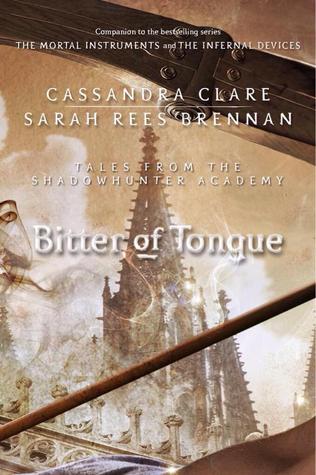 Companion to the bestselling series
THE MORTAL INSTRUMENTS and THE INFERNAL DEVICES
CASSANDRA CLARE
SARAH REES BRENNAN
TALES FROM THE
SHADOWHUNTER ACADEMY
Bitter of Tongue